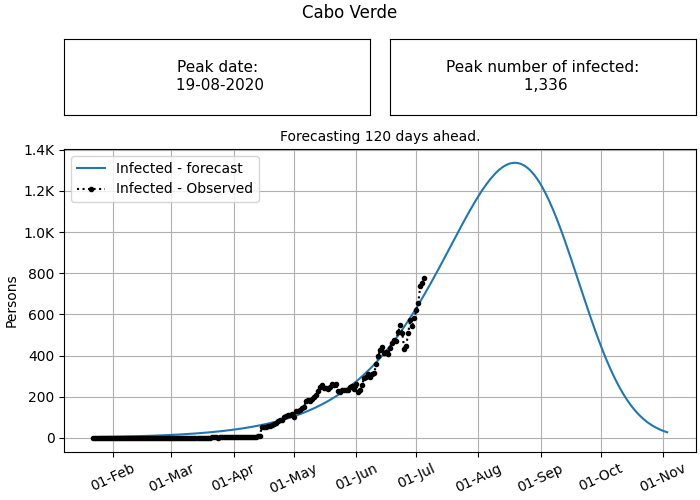 Cabo Verde
Peak date:
19-08-2020
Peak number of infected:
1,336
Forecasting 120 days ahead.
1.4K
1.2K
1.0K
800
600
400
200
0
Persons
Infected - forecast
Infected - Observed
01-Feb
01-Mar
01-Apr
01-May
01-Jun
01-Jul
01-Aug
01-Sep
01-Oct
01-Nov